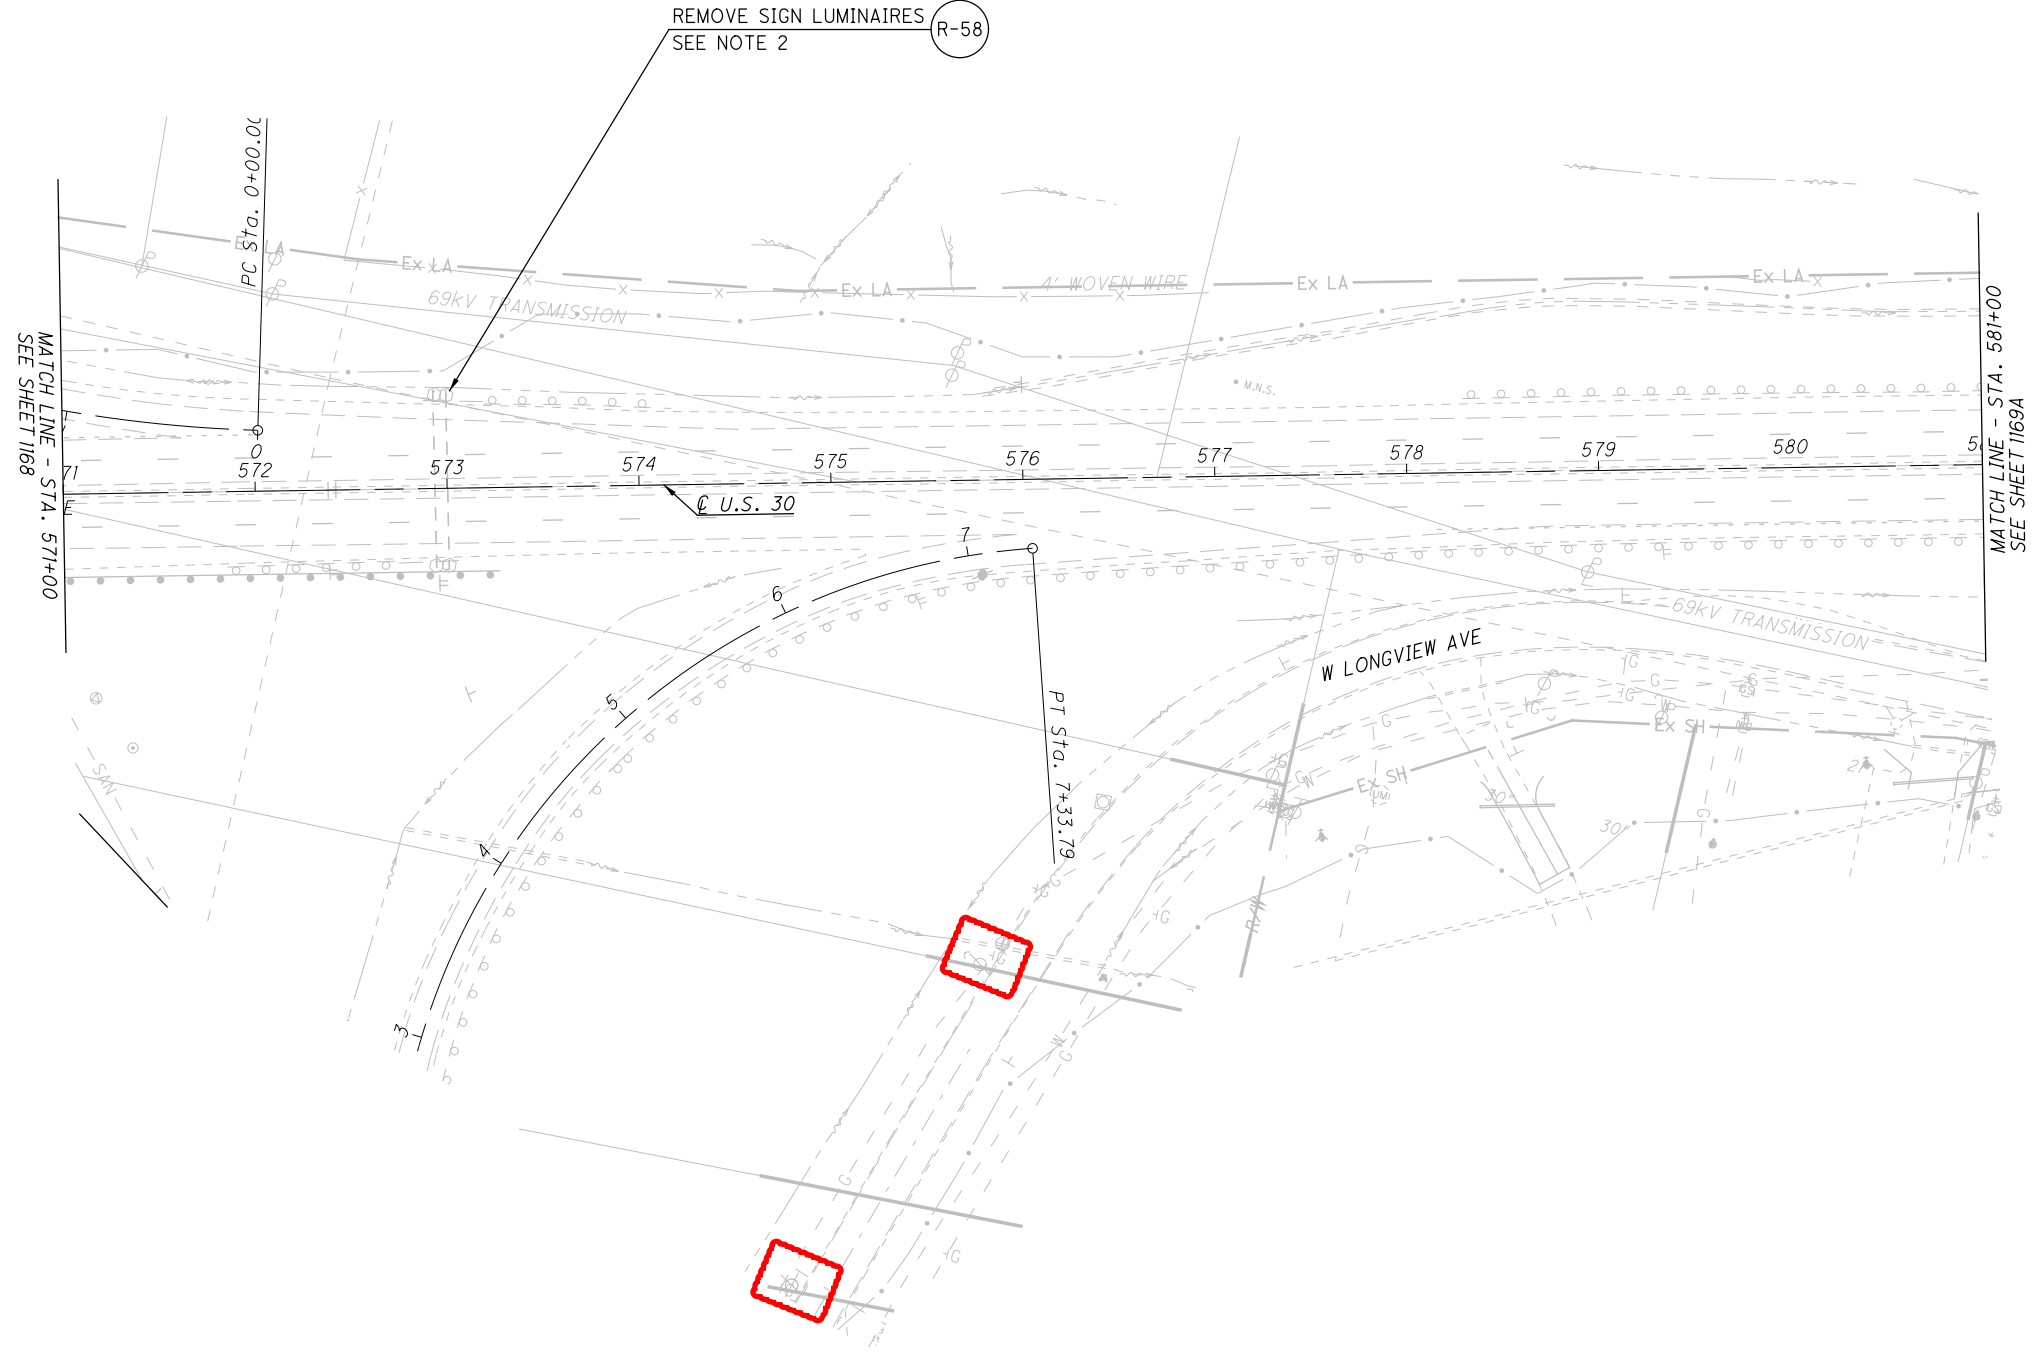 REMOVE SIGN LUMINAIRES
SEE NOTE 2
R-58
PC Sta. 0+00.00
Ex LA
Ex LA
Ex LA
Ex LA
4' WOVEN WIRE
69KV TRANSMISSION
M.N.S.
MATCH LINE - STA. 571+00
SEE SHEET 1168
MATCH LINE - STA. 581+00
SEE SHEET 1169A
0
71
572
573
574
575
576
577
578
579
580
℄ U.S. 30
7
6
5
4
3
PT Sta. 7+33.79
W LONGVIEW AVE
69KV TRANSMISSION
Ex SH
Ex SH
R/W
SAN
30"
30"